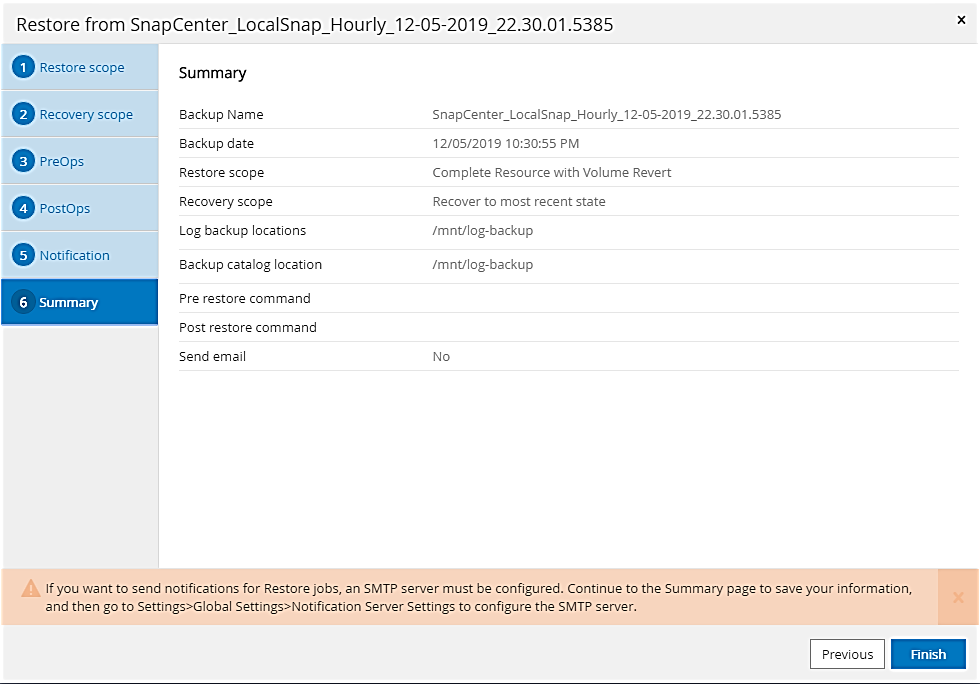 Restore from SnapCenter_LocalSnap_Hourly_12-05-2019_22.30.01.5385
x
1 Restore scope
2 Recovery scope
3 PreOps
4 PostOps
5 Notification
6 Summary
Summary
Backup Name SnapCenter_LocalSnap_Hourly_12-05-2019_22.30.01.5385
Backup date 12/05/2019 10:30:55 PM
Restore scope Complete Resource with Volume Revert
Recovery scope Recover to most recent state
Log backup locations /mnt/log-backup
Backup catalog location /mnt/log-backup
Pre restore command
Post restore command
Send email No
If you want to send notifications for Restore jobs, an SMTP server must be configured. Continue to the Summary page to save your information,
and then go to Settings>Global Settings>Notification Server Settings to configure the SMTP server.
x
Previous Finish